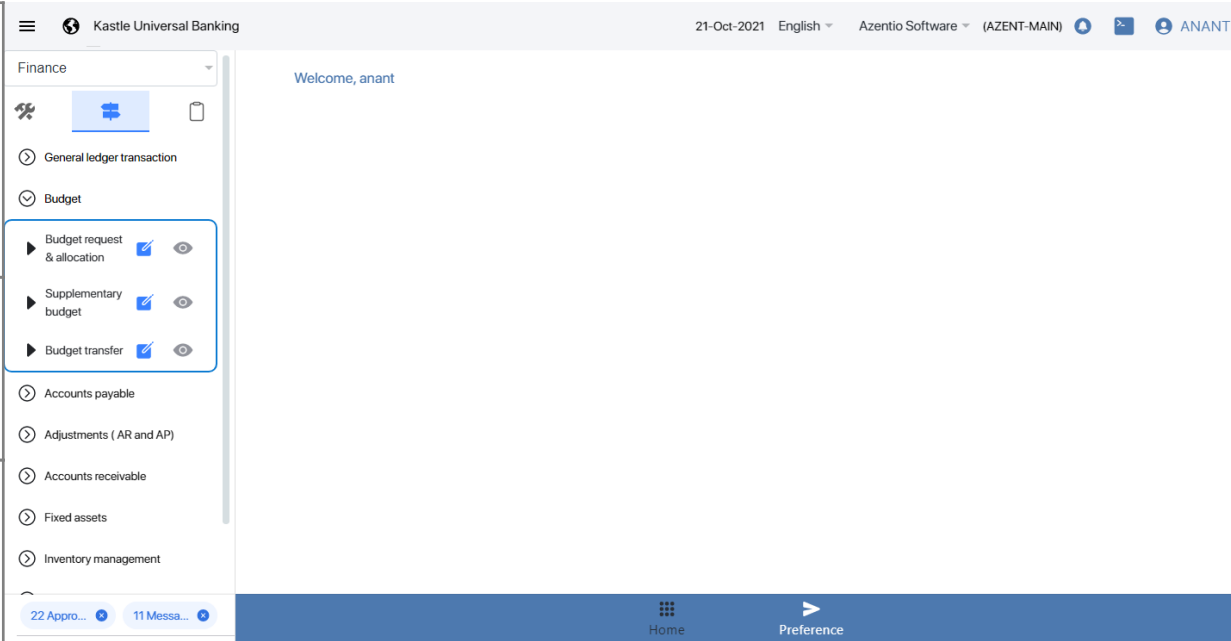 Kastle Universal Banking
21-Oct-2021 English Azentio Software (AZENT-MAIN) ANANT
Finance
Welcome, anant
General ledger transaction
Budget
Budget request
& allocation
Supplementary
budget
Budget transfer
Accounts payable
Adjustments ( AR and AP)
Accounts receivable
Fixed assets
Inventory management
22 Appro... 11 Messa...
Home
Preference